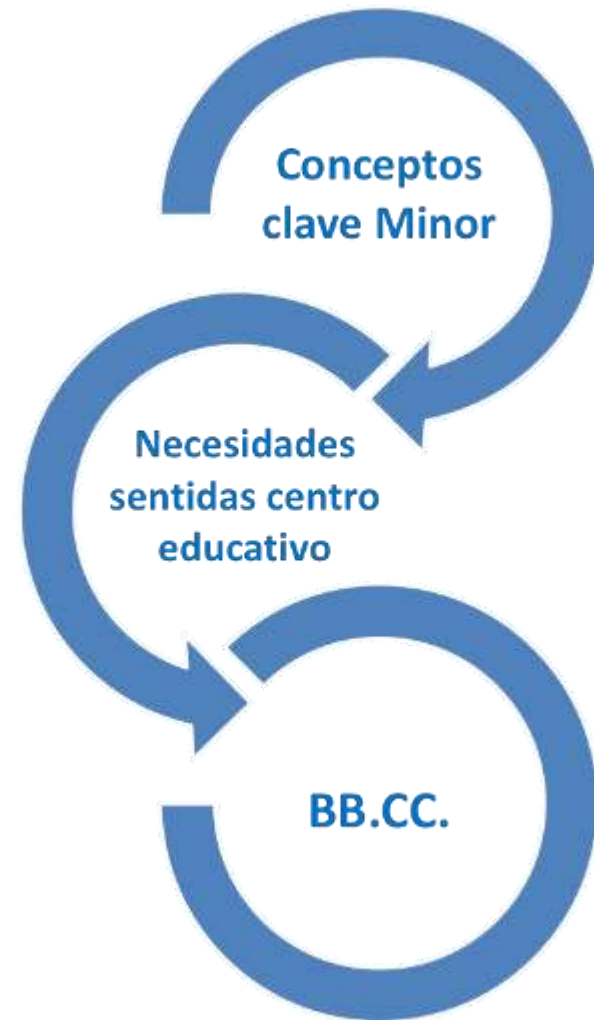 Conceptos
clave Minor
Necesidades
sentidas centro
educativo
BB.CC.